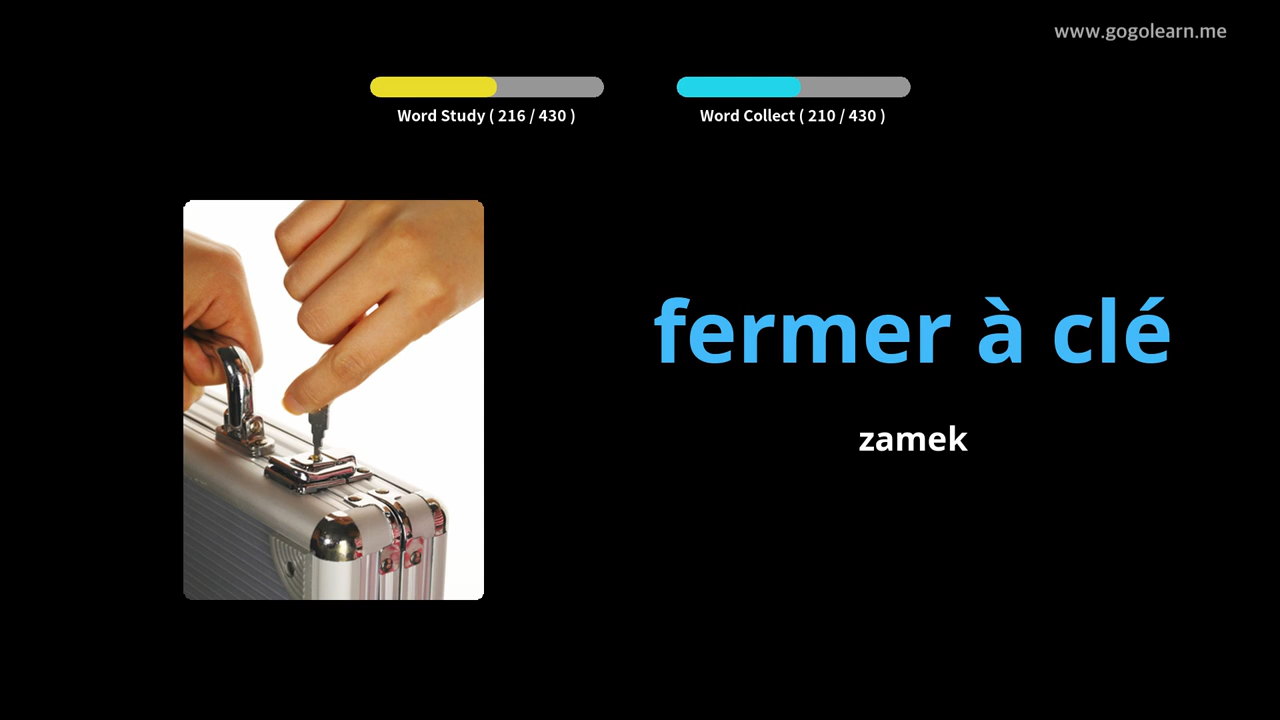 www.gogolearn.me
Word Study ( 216 / 430 )
Word Collect ( 210 / 430 )
fermer à clé
zamek